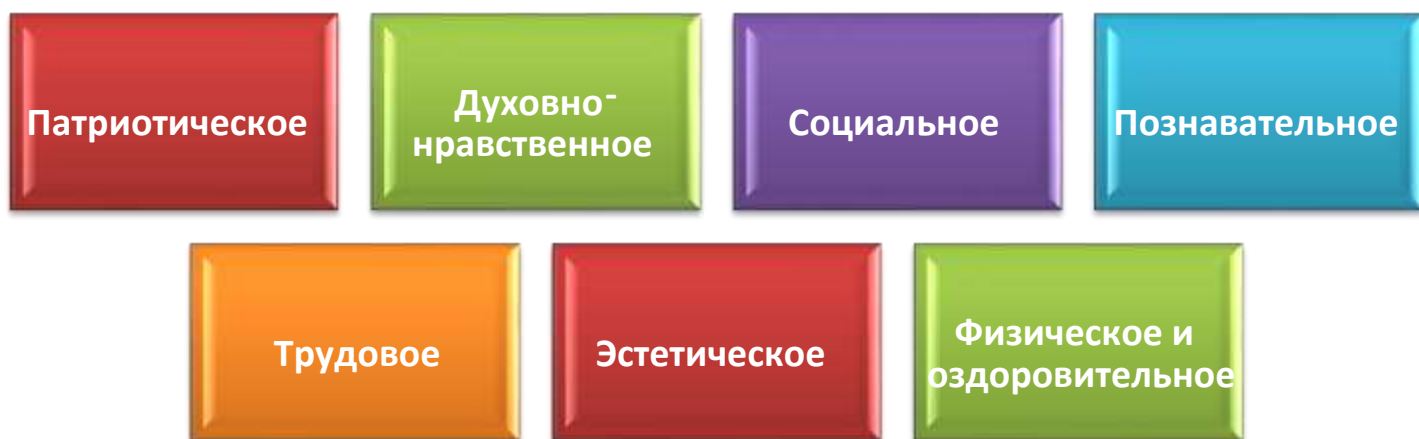 Патриотическое
Духовно-
нравственное
Социальное
Познавательное
Трудовое
Эстетическое
Физическое и
оздоровительное